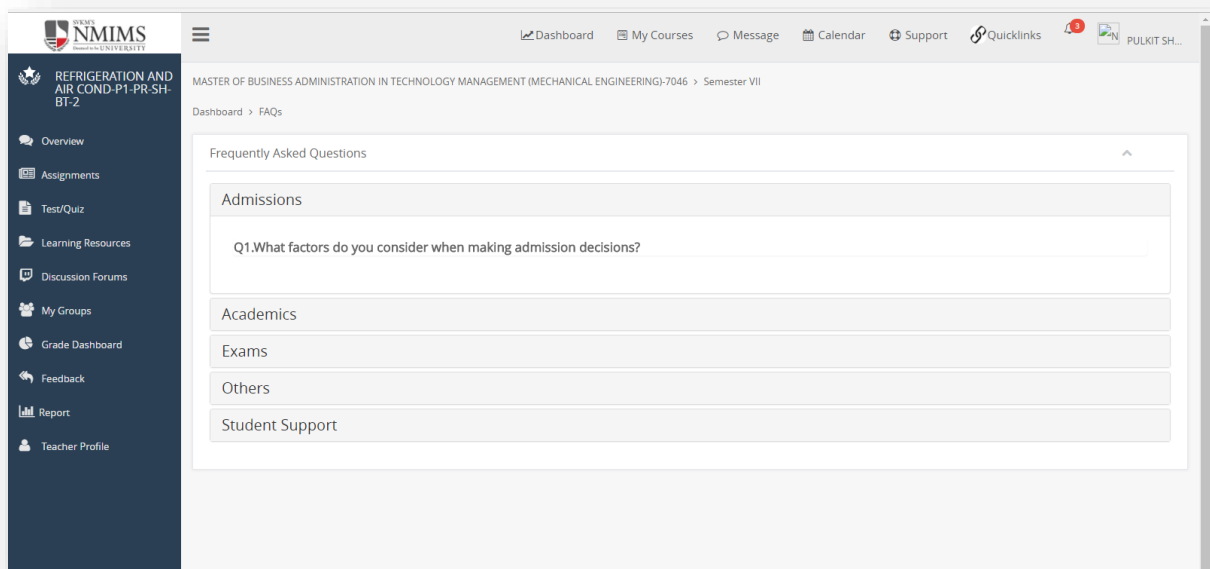 SVKM'S
NMIMS
Deemed to be UNIVERSITY
Dashboard My Courses Message Calendar Support Quicklinks 3 N PULKIT SH...
REFRIGERATION AND
AIR COND-P1-PR-SH-
BT-2
Overview
Assignments
Test/Quiz
Learning Resources
Discussion Forums
My Groups
Grade Dashboard
Feedback
Report
Teacher Profile
MASTER OF BUSINESS ADMINISTRATION IN TECHNOLOGY MANAGEMENT (MECHANICAL ENGINEERING)-7046 > Semester VII
Dashboard > FAQs
Frequently Asked Questions
Admissions
Q1.What factors do you consider when making admission decisions?
Academics
Exams
Others
Student Support